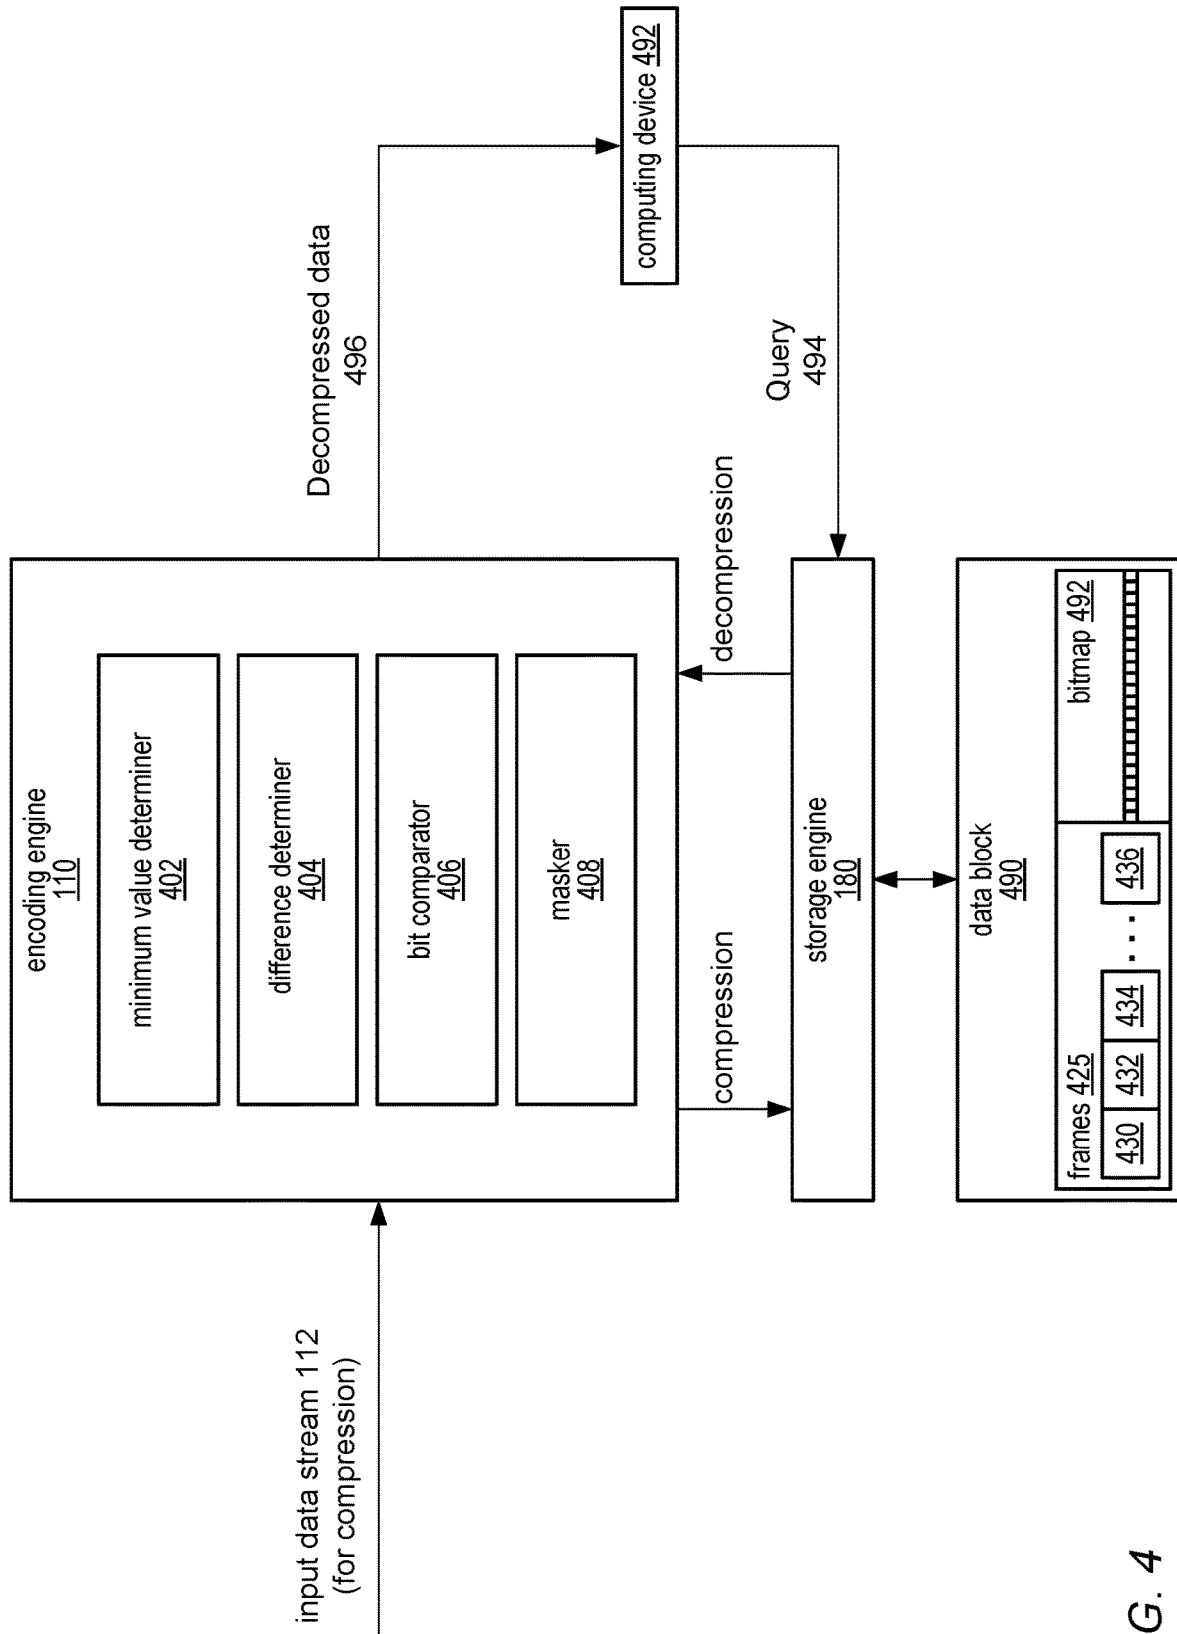 input data stream 112
(for compression)
encoding engine
110
minimum value determiner
402
difference determiner
404
bit comparator
406
masker
408
Decompressed data
496
computing device 492
Query
494
compression
decompression
storage engine
180
data block
490
frames 425
430 432 434 ... 436
bitmap 492
G. 4